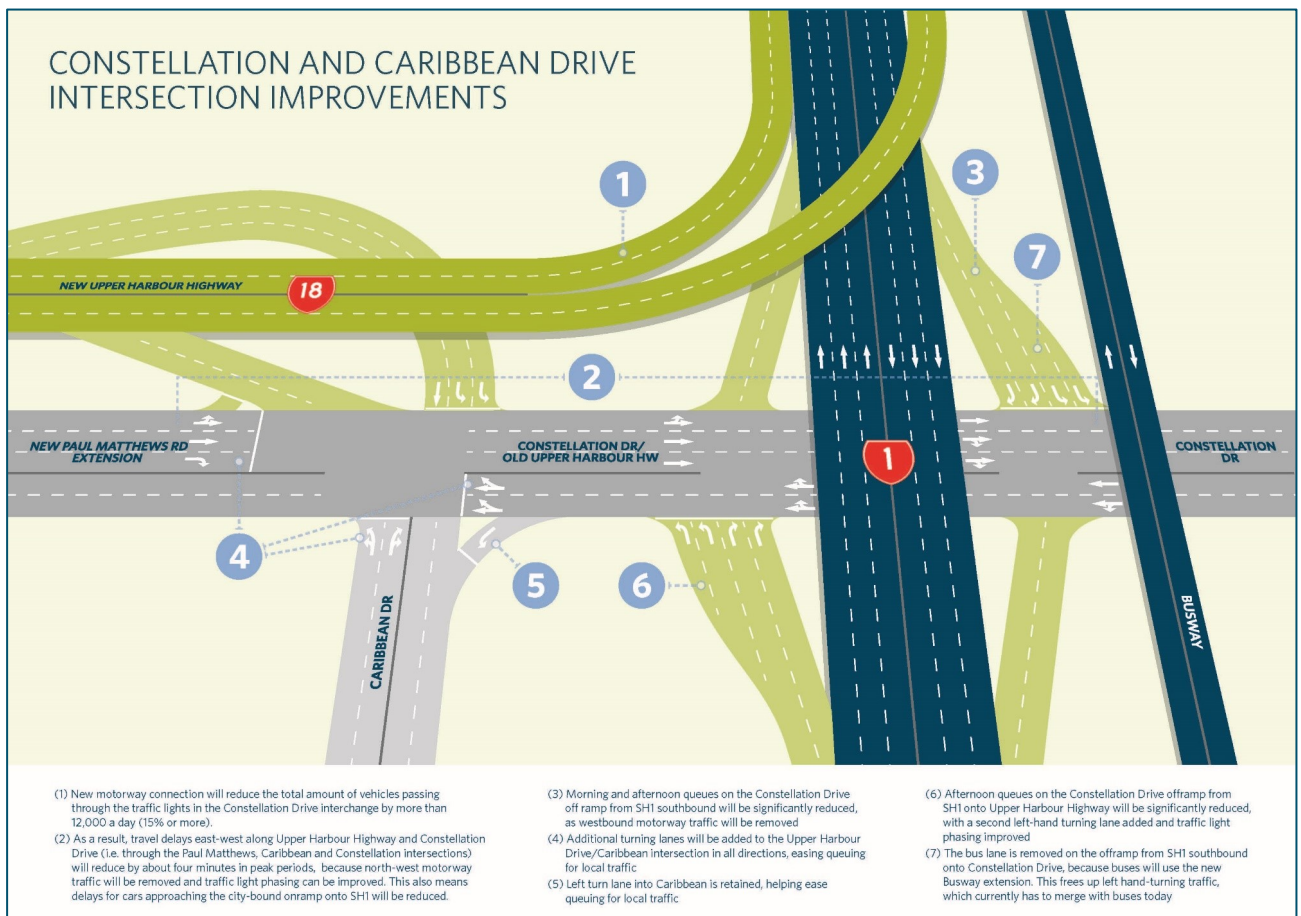 CONSTELLATION AND CARIBBEAN DRIVE
INTERSECTION IMPROVEMENTS
1
3
7
NEW UPPER HARBOUR HIGHWAY
18
2
NEW PAUL MATTHEWS RD
EXTENSION
CONSTELLATION DR/
OLD UPPER HARBOUR HW
1
CONSTELLATION
DR
4
5
6
CARIBBEAN DR
BUSWAY
(1) New motorway connection will reduce the total amount of vehicles passing
through the traffic lights in the Constellation Drive interchange by more than
12,000 a day (15% or more).
(2) As a result, travel delays east-west along Upper Harbour Highway and Constellation
Drive (i.e. through the Paul Matthews, Caribbean and Constellation intersections)
will reduce by about four minutes in peak periods, because north-west motorway
traffic will be removed and traffic light phasing can be improved. This also means
delays for cars approaching the city-bound onramp onto SH1 will be reduced.
(3) Morning and afternoon queues on the Constellation Drive
off ramp from SH1 southbound will be significantly reduced,
as westbound motorway traffic will be removed
(4) Additional turning lanes will be added to the Upper Harbour
Drive/Caribbean intersection in all directions, easing queuing
for local traffic
(5) Left turn lane into Caribbean is retained, helping ease
queuing for local traffic
(6) Afternoon queues on the Constellation Drive offramp from
SH1 onto Upper Harbour Highway will be significantly reduced,
with a second left-hand turning lane added and traffic light
phasing improved
(7) The bus lane is removed on the offramp from SH1 southbound
onto Constellation Drive, because buses will use the new
Busway extension. This frees up left hand-turning traffic,
which currently has to merge with buses today